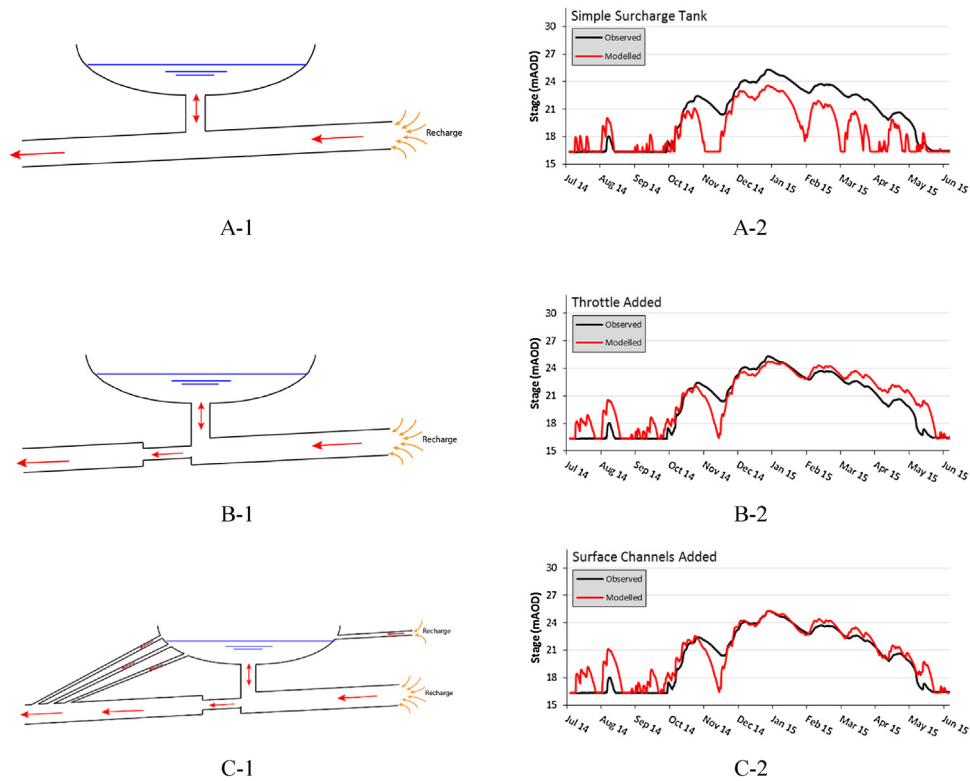 Recharge
A-1
Simple Surcharge Tank
Observed
Modelled
Stage (mAOD)
30
27
24
21
18
15
Jul 14
Aug 14
Sep 14
Oct 14
Nov 14
Dec 14
Jan 15
Feb 15
Mar 15
Apr 15
May 15
Jun 15
A-2
Recharge
B-1
Throttle Added
Observed
Modelled
Stage (mAOD)
30
27
24
21
18
15
Jul 14
Aug 14
Sep 14
Oct 14
Nov 14
Dec 14
Jan 15
Feb 15
Mar 15
Apr 15
May 15
Jun 15
B-2
Recharge
Recharge
C-1
Surface Channels Added
Observed
Modelled
Stage (mAOD)
30
27
24
21
18
15
Jul 14
Aug 14
Sep 14
Oct 14
Nov 14
Dec 14
Jan 15
Feb 15
Mar 15
Apr 15
May 15
Jun 15
C-2